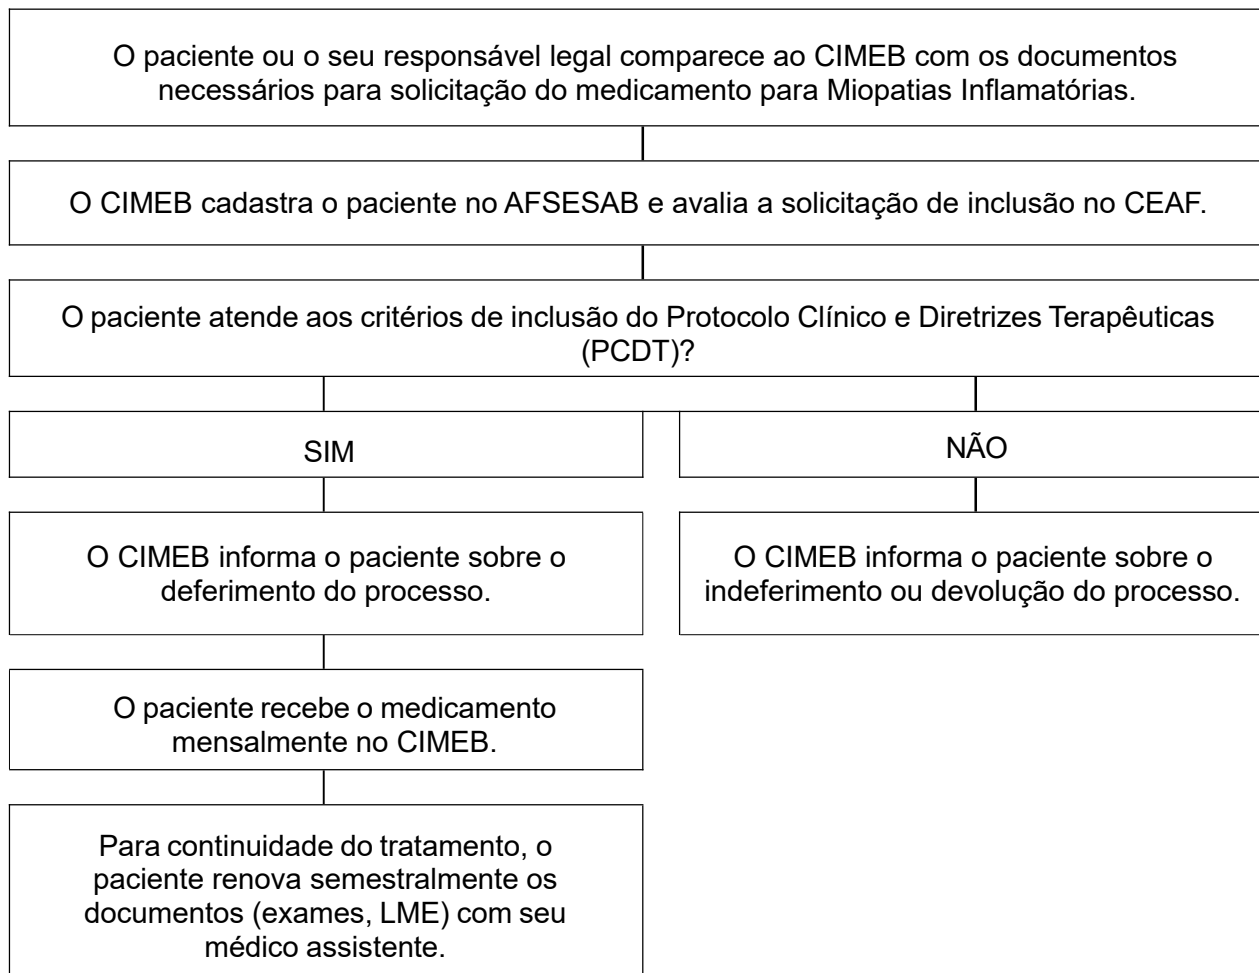 O paciente ou o seu responsável legal comparece ao CIMEB com os documentos
necessários para solicitação do medicamento para Miopatias Inflamatórias.
O CIMEB cadastra o paciente no AFSESAB e avalia a solicitação de inclusão no CEAF.
O paciente atende aos critérios de inclusão do Protocolo Clínico e Diretrizes Terapêuticas
(PCDT)?
SIM
NÃO
O CIMEB informa o paciente sobre o
deferimento do processo.
O CIMEB informa o paciente sobre o
indeferimento ou devolução do processo.
O paciente recebe o medicamento
mensalmente no CIMEB.
Para continuidade do tratamento, o
paciente renova semestralmente os
documentos (exames, LME) com seu
médico assistente.